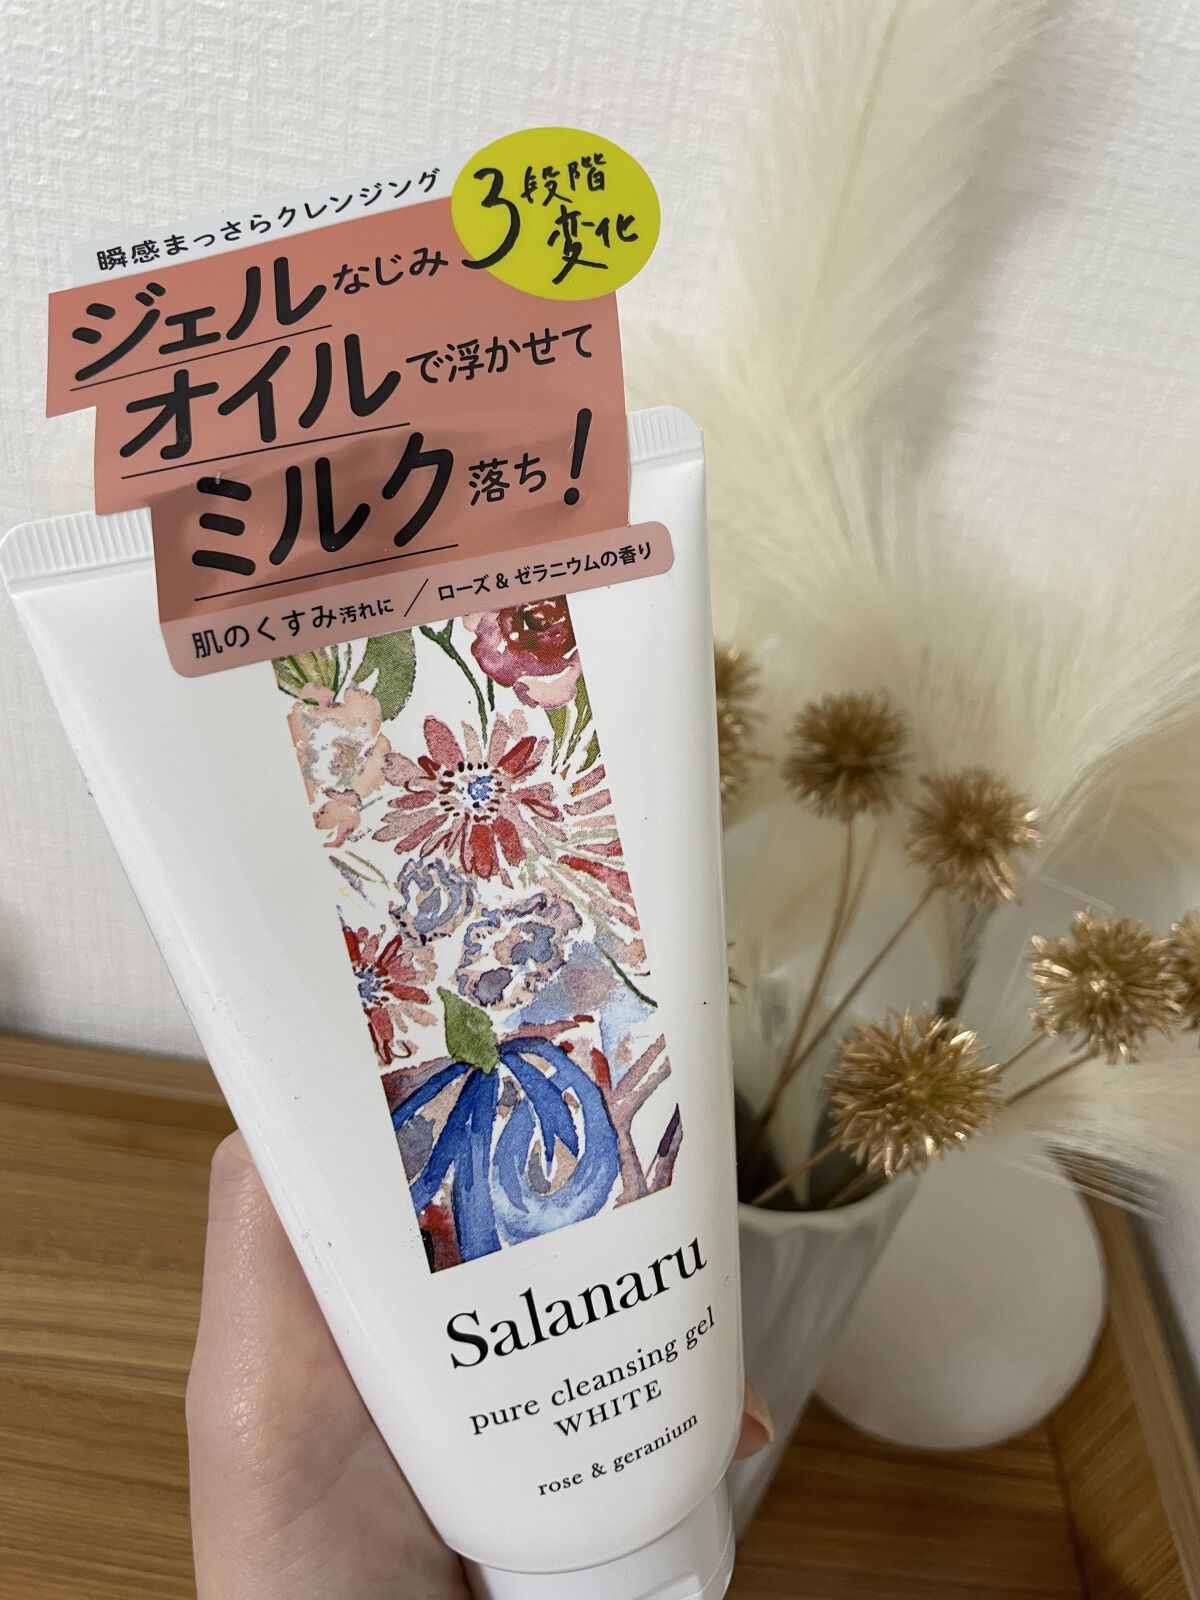 瞬感まっさらクレンジング
3段階
変化
ジェルなじみ
オイルで浮かせて
ミルク落ち!
肌のくすみ汚れに / ローズ & ゼラニウムの香り
Salanaru
pure cleansing gel
WHITE
rose & geranium